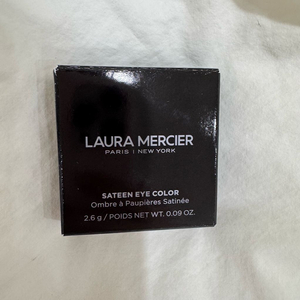 LAURA MERCIER
PARIS | NEW YORK
SATEEN EYE COLOR
Ombre à Paupières Satinée
2.6 g / POIDS NET WT. 0.09 OZ.